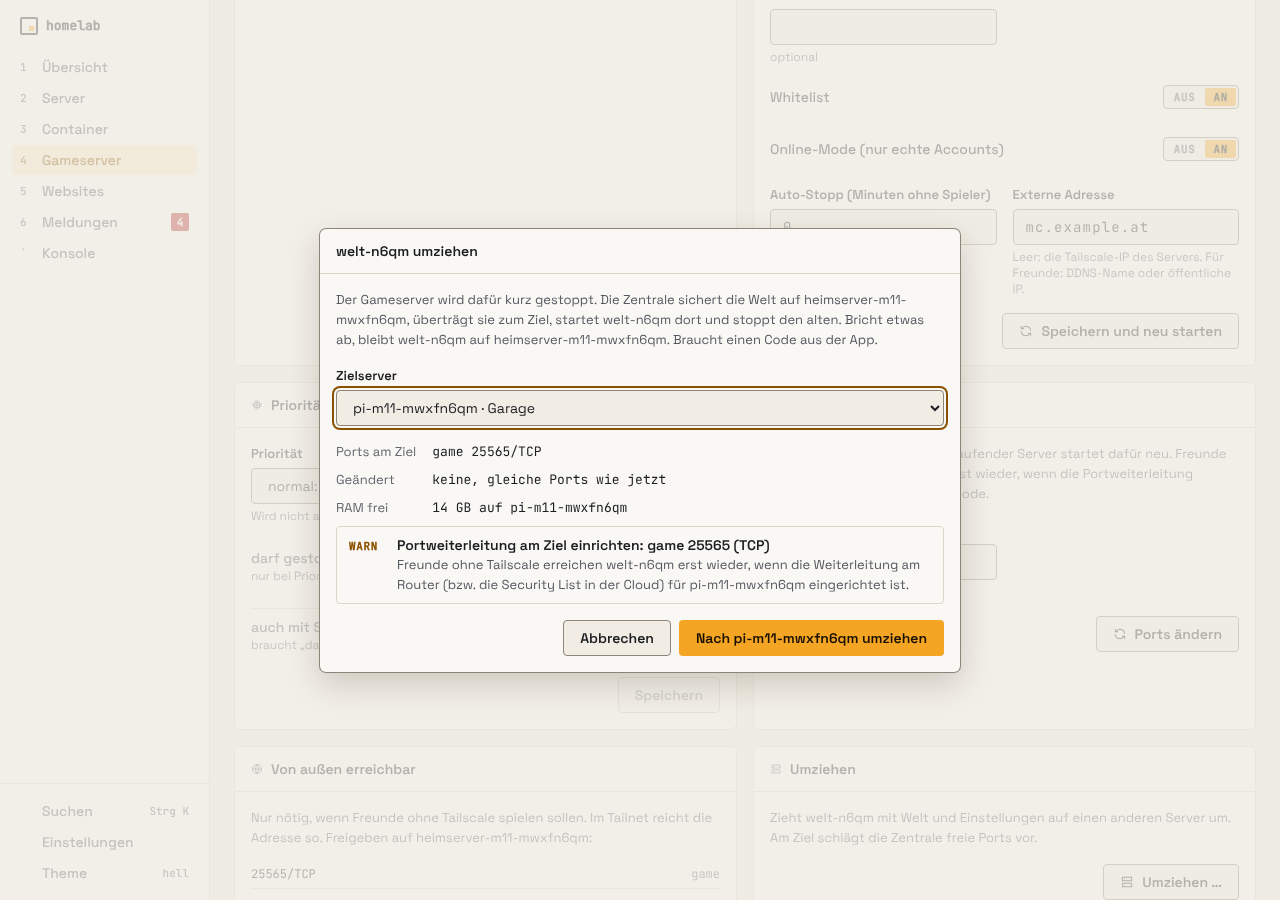 homelab
1 Übersicht
2 Server
3 Container
4 Gameserver
5 Websites
6 Meldungen 4
` Konsole
Suchen Strg K
Einstellungen
Theme hell
optional
Whitelist AUS AN
Online-Mode (nur echte Accounts) AUS AN
Auto-Stopp (Minuten ohne Spieler) Externe Adresse
mc.example.at
Leer: die Tailscale-IP des Servers. Für
Freunde: DDNS-Name oder öffentliche
IP.
Speichern und neu starten
welt-n6qm umziehen
Der Gameserver wird dafür kurz gestoppt. Die Zentrale sichert die Welt auf heimserver-m11-
mwxfn6qm, überträgt sie zum Ziel, startet welt-n6qm dort und stoppt den alten. Bricht etwas
ab, bleibt welt-n6qm auf heimserver-m11-mwxfn6qm. Braucht einen Code aus der App.
Zielserver
pi-m11-mwxfn6qm · Garage
Ports am Ziel game 25565/TCP
Geändert keine, gleiche Ports wie jetzt
RAM frei 14 GB auf pi-m11-mwxfn6qm
WARN Portweiterleitung am Ziel einrichten: game 25565 (TCP)
Freunde ohne Tailscale erreichen welt-n6qm erst wieder, wenn die Weiterleitung am
Router (bzw. die Security List in der Cloud) für pi-m11-mwxfn6qm eingerichtet ist.
Abbrechen Nach pi-m11-mwxfn6qm umziehen
Priorität
normal:
Wird nicht
darf
nur bei
auch mit
braucht
Speichern
Server startet dafür neu. Freunde
wieder, wenn die Portweiterleitung
Ports ändern
Von außen erreichbar
Nur nötig, wenn Freunde ohne Tailscale spielen sollen. Im Tailnet reicht die
Adresse so. Freigeben auf heimserver-m11-mwxfn6qm:
25565/TCP game
Umziehen
Zieht welt-n6qm mit Welt und Einstellungen auf einen anderen Server um.
Am Ziel schlägt die Zentrale freie Ports vor.
Umziehen …